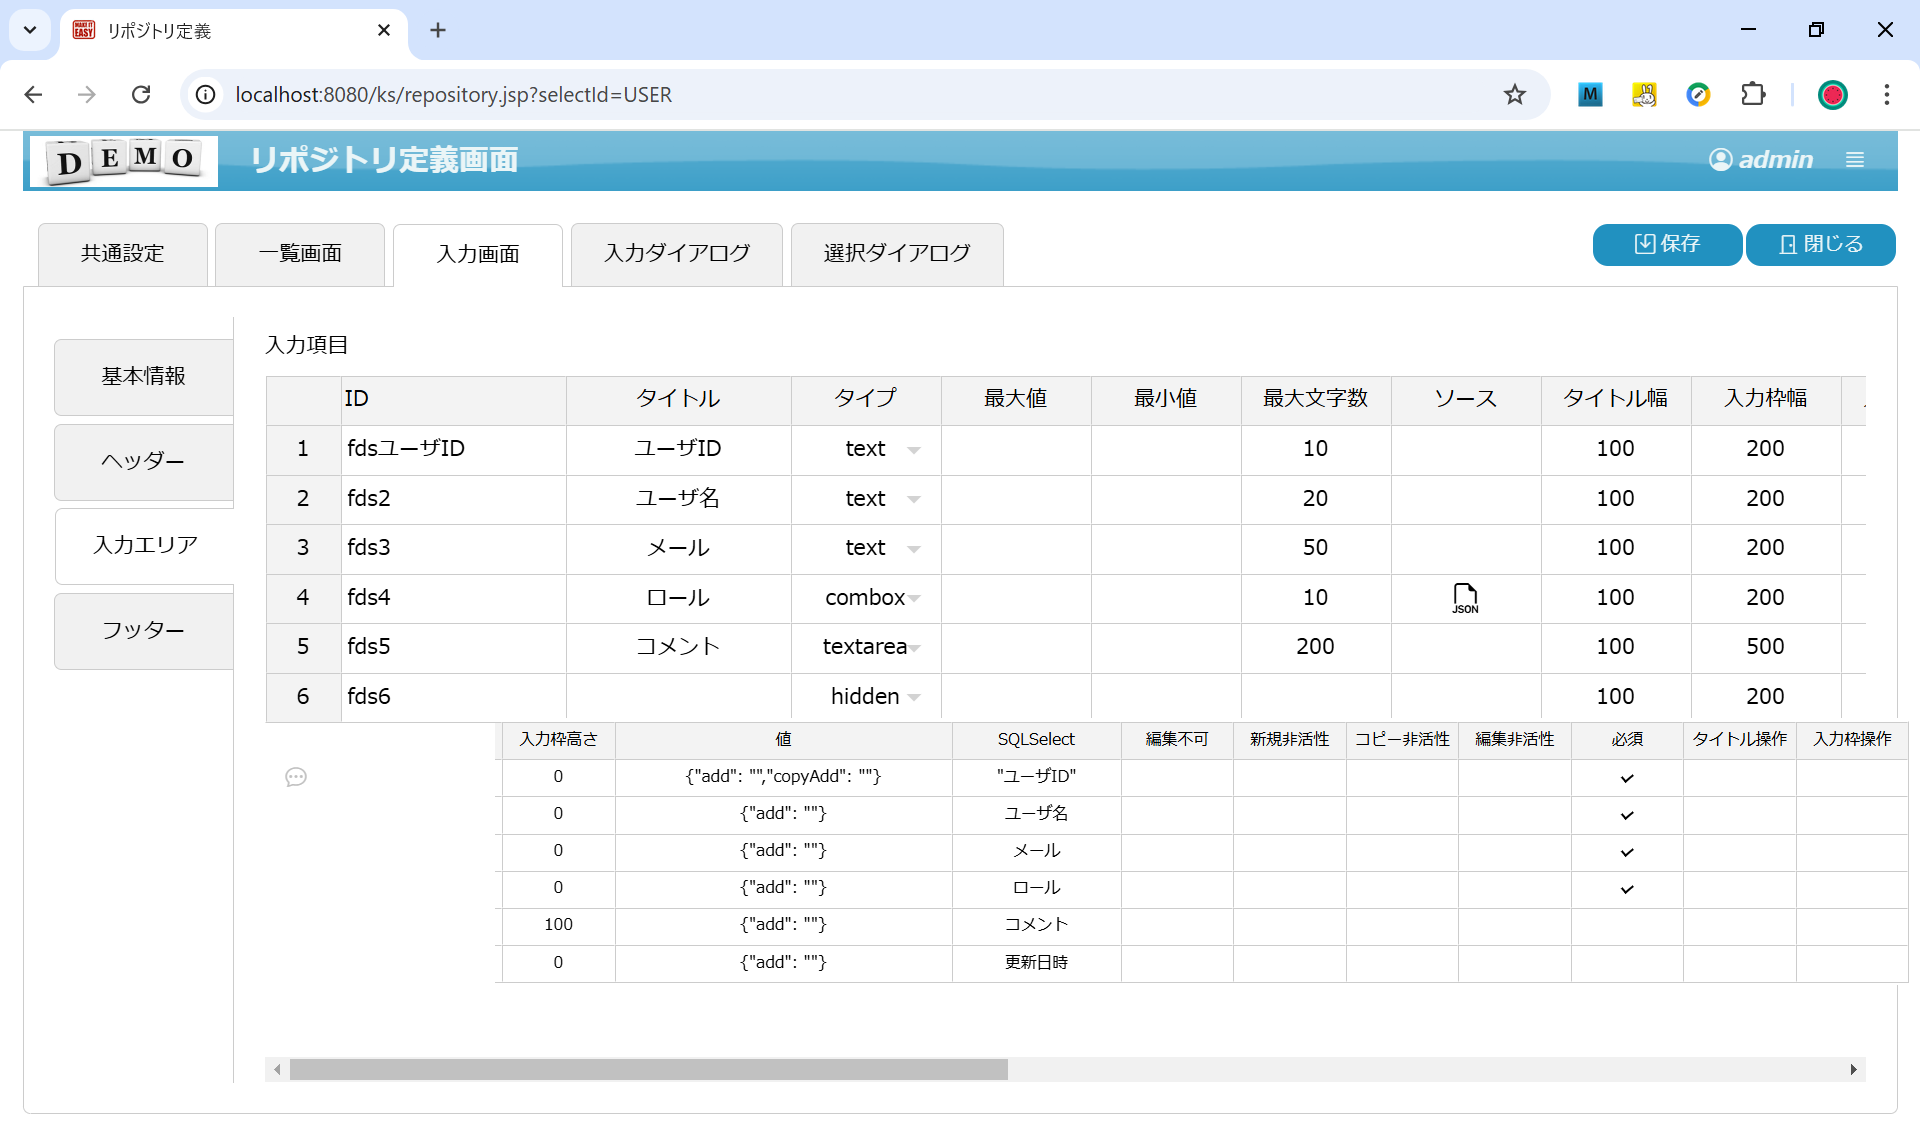 リポジトリ定義
localhost:8080/ks/repository.jsp?selectId=USER
DEMO
リポジトリ定義画面
admin
共通設定 一覧画面 入力画面 入力ダイアログ 選択ダイアログ 保存 閉じる
基本情報
ヘッダー
入力エリア
フッター
入力項目
ID タイトル タイプ 最大値 最小値 最大文字数 ソース タイトル幅 入力枠幅
1 fdsユーザID ユーザID text 10 100 200
2 fds2 ユーザ名 text 20 100 200
3 fds3 メール text 50 100 200
4 fds4 ロール combox 10 JSON 100 200
5 fds5 コメント textarea 200 100 500
6 fds6 hidden 100 200
入力枠高さ 値 SQLSelect 編集不可 新規非活性 コピー非活性 編集非活性 必須 タイトル操作 入力枠操作
0 {"add": "","copyAdd": ""} "ユーザID"
0 {"add": ""} ユーザ名
0 {"add": ""} メール
0 {"add": ""} ロール
100 {"add": ""} コメント
0 {"add": ""} 更新日時